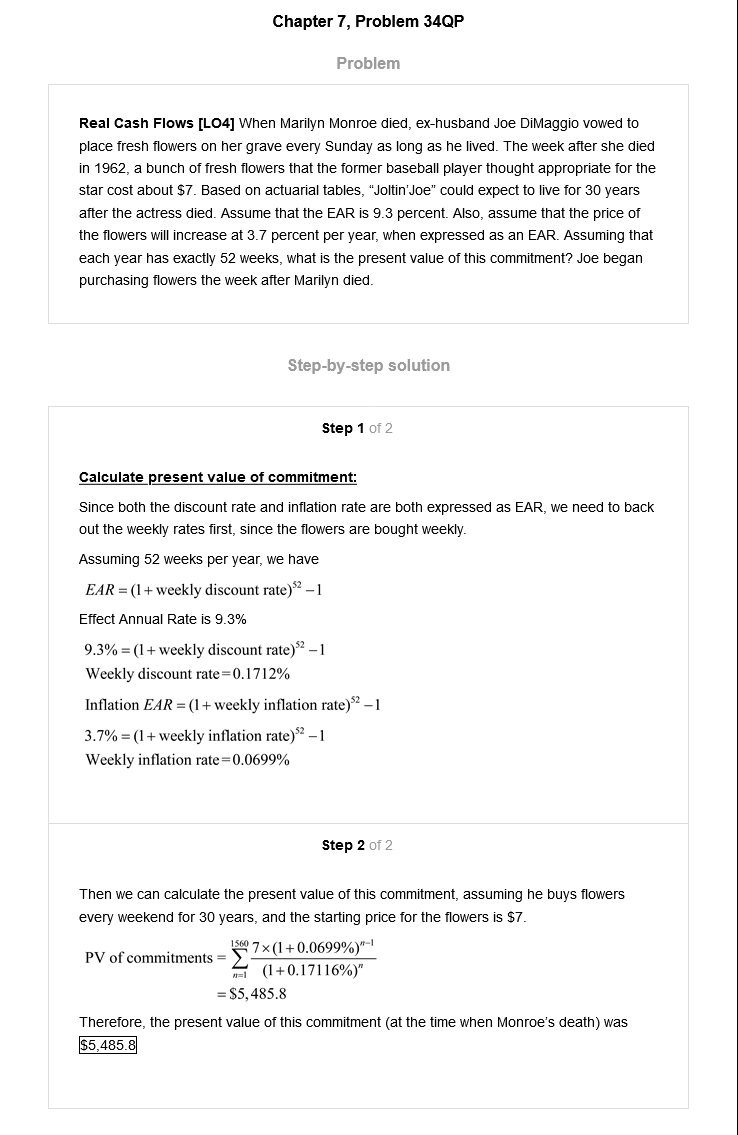 Chapter 7, Problem 34QP
Problem
Real Cash Flows [LO4] When Marilyn Monroe died, ex-husband Joe DiMaggio vowed to
place fresh flowers on her grave every Sunday as long as he lived. The week after she died
in 1962, a bunch of fresh flowers that the former baseball player thought appropriate for the
star cost about $7. Based on actuarial tables, “Joltin’Joe” could expect to live for 30 years
after the actress died. Assume that the EAR is 9.3 percent. Also, assume that the price of
the flowers will increase at 3.7 percent per year, when expressed as an EAR. Assuming that
each year has exactly 52 weeks, what is the present value of this commitment? Joe began
purchasing flowers the week after Marilyn died.
Step-by-step solution
Step 1 of 2
Calculate present value of commitment:
Since both the discount rate and inflation rate are both expressed as EAR, we need to back
out the weekly rates first, since the flowers are bought weekly.
Assuming 52 weeks per year, we have
EAR = (1 + weekly discount rate)^52 − 1
Effect Annual Rate is 9.3%
9.3% = (1 + weekly discount rate)^52 − 1
Weekly discount rate=0.1712%
Inflation EAR = (1 + weekly inflation rate)^52 − 1
3.7% = (1 + weekly inflation rate)^52 − 1
Weekly inflation rate=0.0699%
Step 2 of 2
Then we can calculate the present value of this commitment, assuming he buys flowers
every weekend for 30 years, and the starting price for the flowers is $7.
PV of commitments = ∑_{n=1}^{1560} 7×(1+0.0699%)^{n−1} / (1+0.17116%)^n
= $5,485.8
Therefore, the present value of this commitment (at the time when Monroe’s death) was
$5,485.8